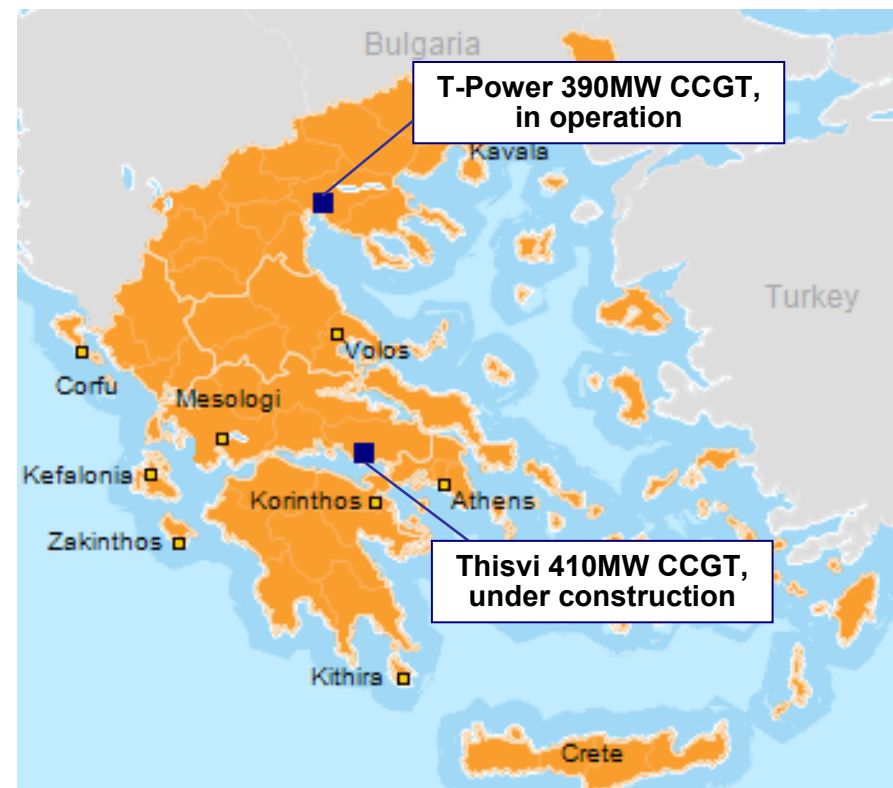 Bulgaria
T-Power 390MW CCGT,
in operation
Kavala
Turkey
Volos
Corfu
Mesologi
Kefalonia
Korinthos
Athens
Zakinthos
Thisvi 410MW CCGT,
under construction
Kithira
Crete